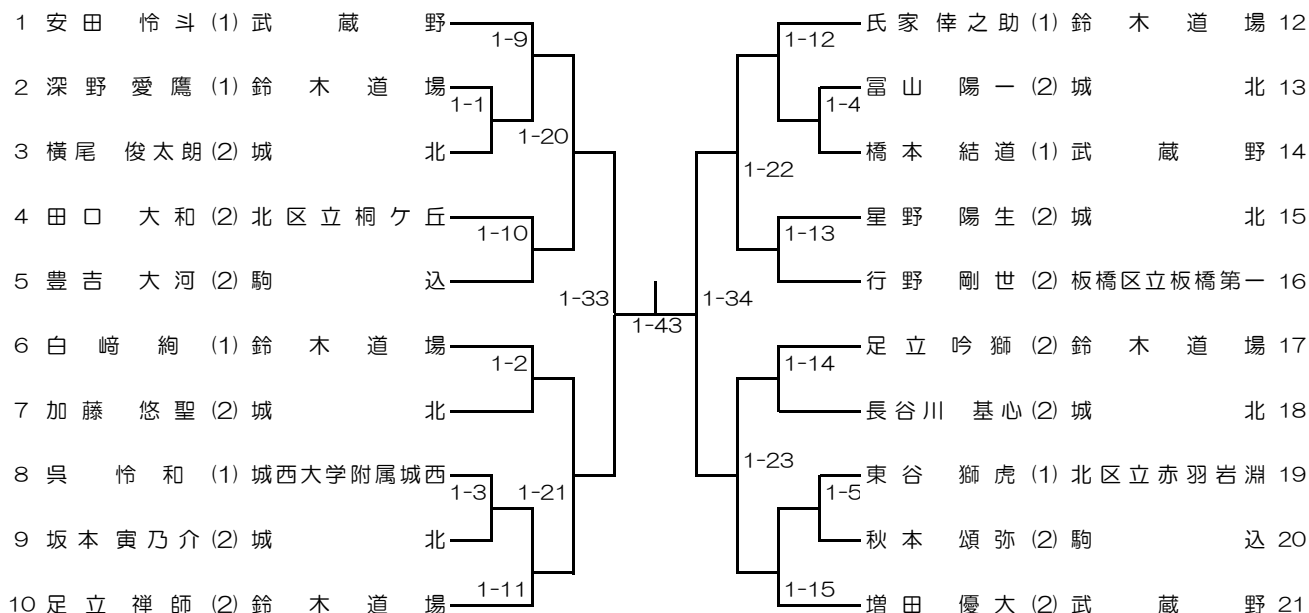 1 安田 怜斗 (1) 武蔵野
1-9
2 深野 愛鷹 (1) 鈴木道場
1-1
3 横尾 俊太朗 (2) 城北
1-20
4 田口 大和 (2) 北区立桐ケ丘
1-10
5 豊吉 大河 (2) 駒込
1-33
6 白﨑 絢 (1) 鈴木道場
1-2
7 加藤 悠聖 (2) 城北
8 呉 怜和 (1) 城西大学附属城西
1-3
1-21
9 坂本 寅乃介 (2) 城北
1-11
10 足立 禅師 (2) 鈴木道場
1-43
氏家 倖之助 (1) 鈴木道場 12
1-12
冨山 陽一 (2) 城北 13
1-4
橋本 結道 (1) 武蔵野 14
1-22
星野 陽生 (2) 城北 15
1-13
行野 剛世 (2) 板橋区立板橋第一 16
1-34
足立 吟獅 (2) 鈴木道場 17
1-14
長谷川 基心 (2) 城北 18
1-23
東谷 獅虎 (1) 北区立赤羽岩淵 19
1-5
秋本 頌弥 (2) 駒込 20
1-15
増田 優大 (2) 武蔵野 21